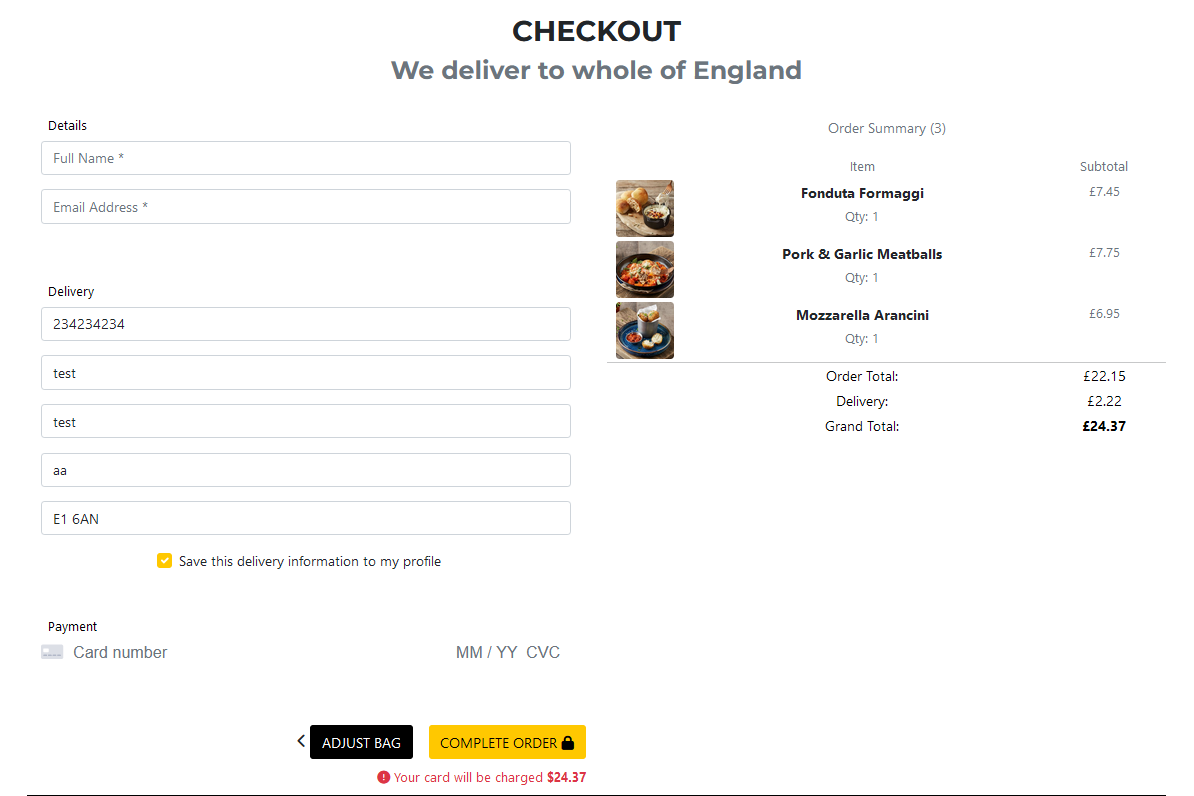 CHECKOUT
We deliver to whole of England
Details
Full Name *
Email Address *
Delivery
234234234
test
test
aa
E1 6AN
Save this delivery information to my profile
Payment
Card number MM / YY CVC
ADJUST BAG COMPLETE ORDER
Your card will be charged $24.37
Order Summary (3)
Item Subtotal
Fonduta Formaggi £7.45
Qty: 1
Pork & Garlic Meatballs £7.75
Qty: 1
Mozzarella Arancini £6.95
Qty: 1
Order Total: £22.15
Delivery: £2.22
Grand Total: £24.37